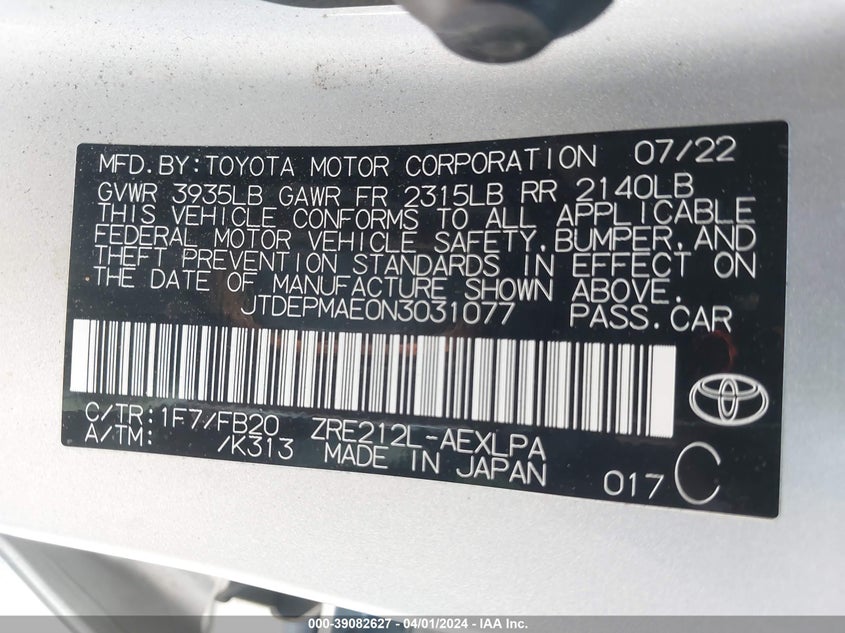 MFD.BY:TOYOTA MOTOR CORPORATION 07/22
GVWR 3935LB GAWR FR 2315LB RR 2140LB
THIS VEHICLE CONFORMS TO ALL APPLICABLE
FEDERAL MOTOR VEHICLE SAFETY,BUMPER,AND
THEFT PREVENTION STANDARDS IN EFFECT ON
THE DATE OF MANUFACTURE SHOWN ABOVE.
JTDEPMAE0N3031077 PASS.CAR
C/TR:1F7/FB20 ZRE212L-AEXLPA
A/TM: /K313 MADE IN JAPAN
017 C
000-39082627 - 04/01/2024 - IAA Inc.